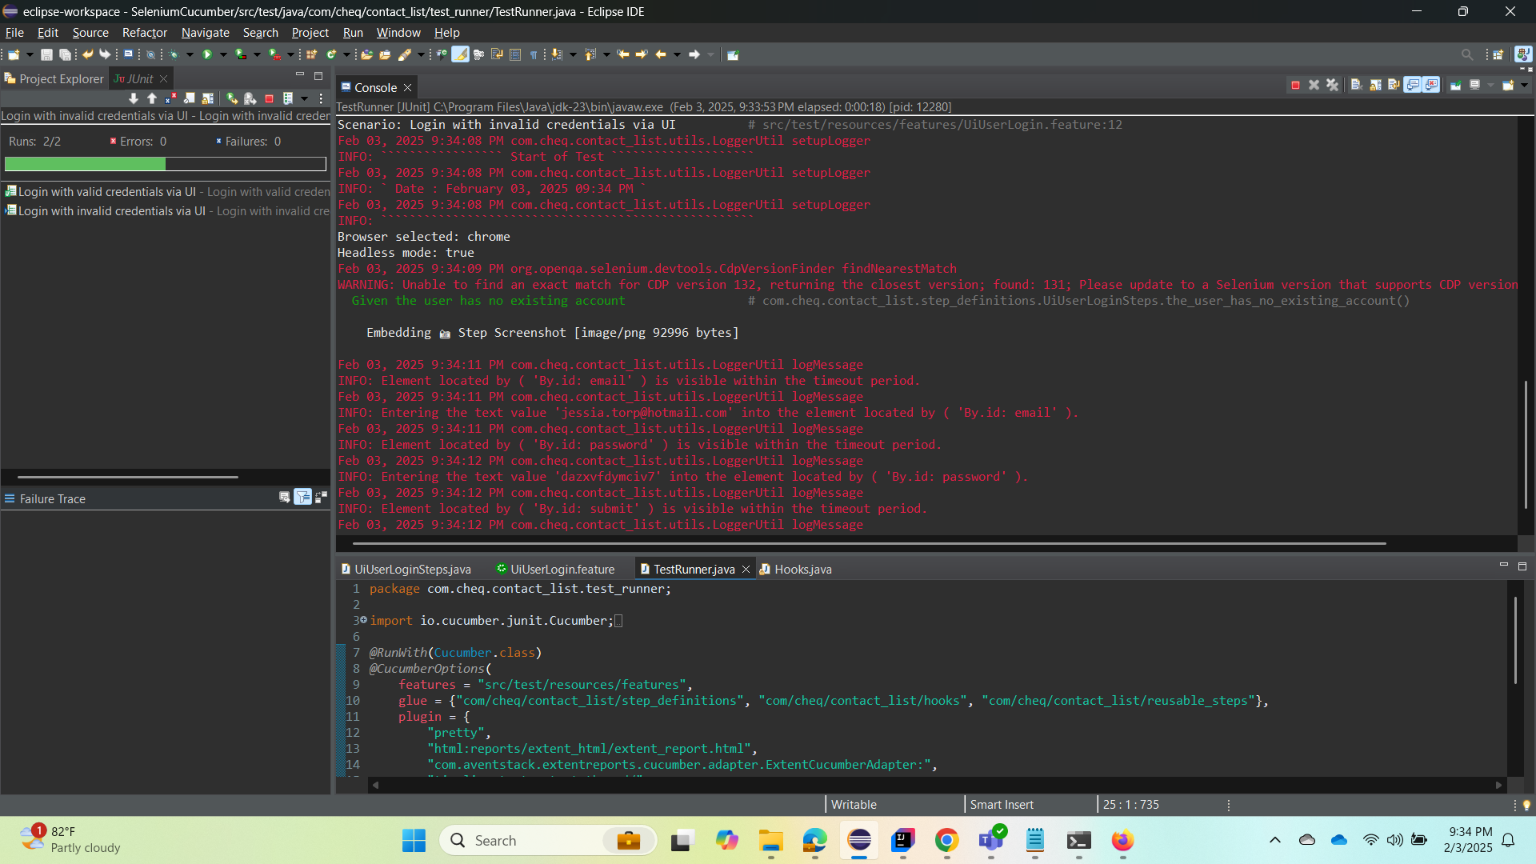 eclipse-workspace - SeleniumCucumber/src/test/java/com/cheq/contact_list/test_runner/TestRunner.java - Eclipse IDE
File Edit Source Refactor Navigate Search Project Run Window Help
Project Explorer JUnit
Login with invalid credentials via UI - Login with invalid creder
Runs: 2/2 Errors: 0 Failures: 0
Login with valid credentials via UI - Login with valid creden
Login with invalid credentials via UI - Login with invalid cre
Failure Trace
Console
TestRunner [JUnit] C:\Program Files\Java\jdk-23\bin\javaw.exe (Feb 3, 2025, 9:33:53 PM elapsed: 0:00:18) [pid: 12280]
Scenario: Login with invalid credentials via UI # src/test/resources/features/UiUserLogin.feature:12
Feb 03, 2025 9:34:08 PM com.cheq.contact_list.utils.LoggerUtil setupLogger
INFO: ````````````````` Start of Test ````````````````````
Feb 03, 2025 9:34:08 PM com.cheq.contact_list.utils.LoggerUtil setupLogger
INFO: ` Date : February 03, 2025 09:34 PM `
Feb 03, 2025 9:34:08 PM com.cheq.contact_list.utils.LoggerUtil setupLogger
INFO: ````````````````````````````````````````````````````
Browser selected: chrome
Headless mode: true
Feb 03, 2025 9:34:09 PM org.openqa.selenium.devtools.CdpVersionFinder findNearestMatch
WARNING: Unable to find an exact match for CDP version 132, returning the closest version; found: 131; Please update to a Selenium version that supports CDP version
Given the user has no existing account # com.cheq.contact_list.step_definitions.UiUserLoginSteps.the_user_has_no_existing_account()
Embedding 📷 Step Screenshot [image/png 92996 bytes]
Feb 03, 2025 9:34:11 PM com.cheq.contact_list.utils.LoggerUtil logMessage
INFO: Element located by ( 'By.id: email' ) is visible within the timeout period.
Feb 03, 2025 9:34:11 PM com.cheq.contact_list.utils.LoggerUtil logMessage
INFO: Entering the text value 'jessia.torp@hotmail.com' into the element located by ( 'By.id: email' ).
Feb 03, 2025 9:34:11 PM com.cheq.contact_list.utils.LoggerUtil logMessage
INFO: Element located by ( 'By.id: password' ) is visible within the timeout period.
Feb 03, 2025 9:34:12 PM com.cheq.contact_list.utils.LoggerUtil logMessage
INFO: Entering the text value 'dazxvfdymciv7' into the element located by ( 'By.id: password' ).
Feb 03, 2025 9:34:12 PM com.cheq.contact_list.utils.LoggerUtil logMessage
INFO: Element located by ( 'By.id: submit' ) is visible within the timeout period.
Feb 03, 2025 9:34:12 PM com.cheq.contact_list.utils.LoggerUtil logMessage
UiUserLoginSteps.java UiUserLogin.feature TestRunner.java Hooks.java
1 package com.cheq.contact_list.test_runner;
2
3 import io.cucumber.junit.Cucumber;
6
7 @RunWith(Cucumber.class)
8 @CucumberOptions(
9 features = "src/test/resources/features",
10 glue = {"com/cheq/contact_list/step_definitions", "com/cheq/contact_list/hooks", "com/cheq/contact_list/reusable_steps"},
11 plugin = {
12 "pretty",
13 "html:reports/extent_html/extent_report.html",
14 "com.aventstack.extentreports.cucumber.adapter.ExtentCucumberAdapter:",
Writable Smart Insert 25 : 1 : 735
1 82°F
Partly cloudy
Search
9:34 PM
2/3/2025